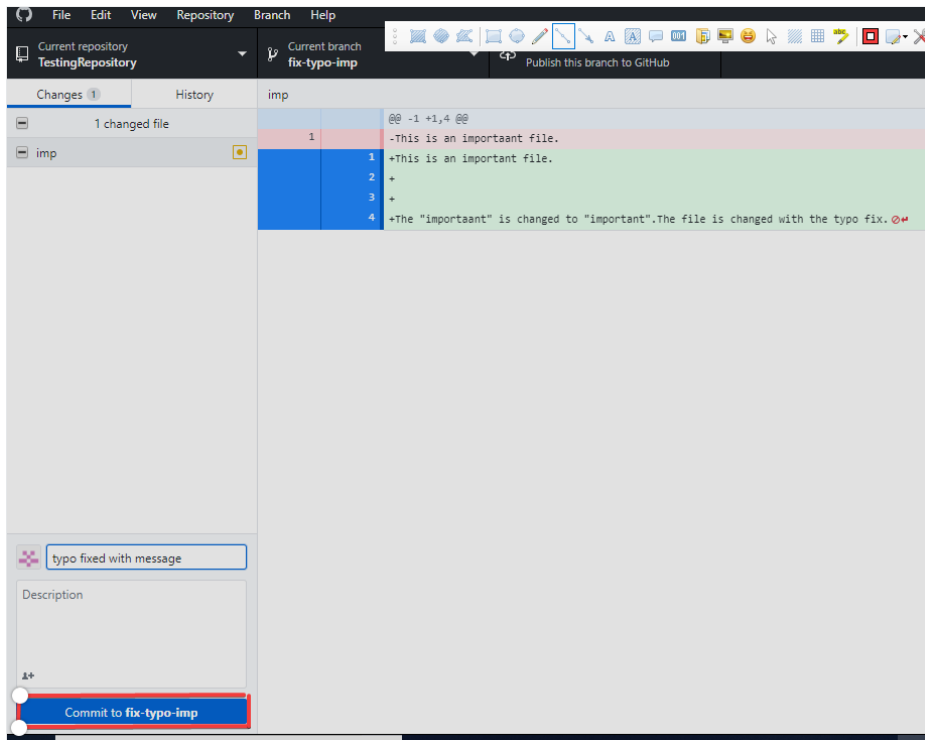 File Edit View Repository Branch Help
Current repository
TestingRepository
Current branch
fix-typo-imp
Publish this branch to GitHub
Changes 1 History
imp
1 changed file
imp
@@ -1 +1,4 @@
1 -This is an importaant file.
1 +This is an important file.
2 +
3 +
4 +The "importaant" is changed to "important".The file is changed with the typo fix.
typo fixed with message
Description
Commit to fix-typo-imp